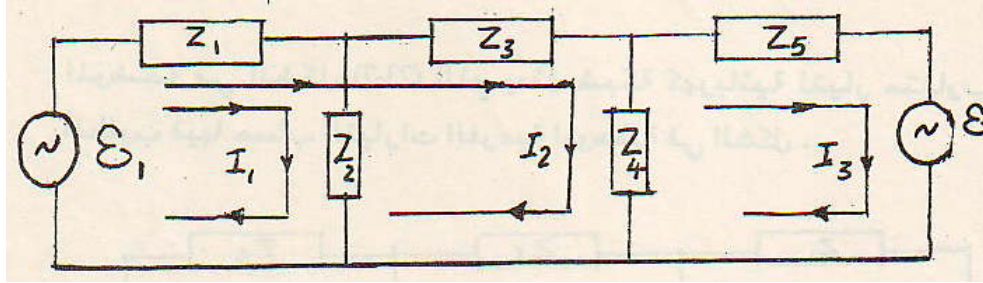 Z₁ Z₃ Z₅
~ ℰ₁ I₁ Z₂ I₂ Z₄ I₃ ~ ℰ